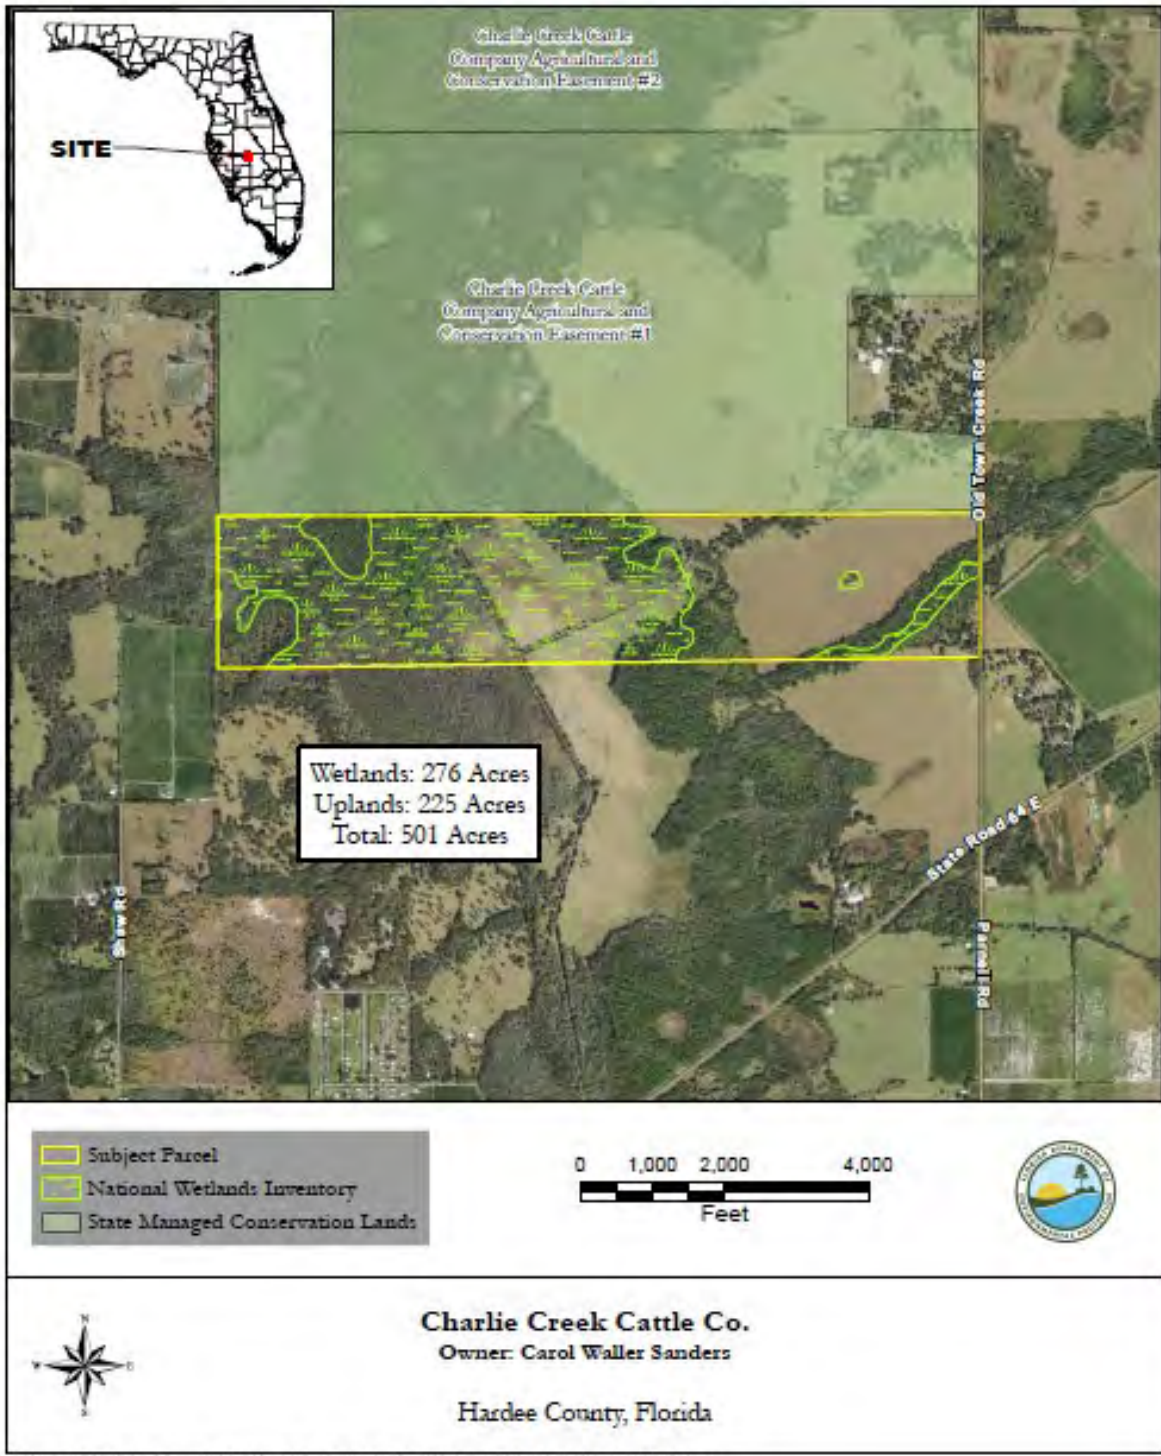 Charlie Creek Cattle
Company Agricultural and
Conservation Easement #2
SITE
Charlie Creek Cattle
Company Agricultural and
Conservation Easement #1
Old Town Creek Rd
Wetlands: 276 Acres
Uplands: 225 Acres
Total: 501 Acres
State Road 64 E
Shaw Rd
Parnell Rd
Subject Parcel
National Wetlands Inventory
State Managed Conservation Lands
0 1,000 2,000 4,000
Feet
N
W E
S
Charlie Creek Cattle Co.
Owner: Carol Waller Sanders
Hardee County, Florida